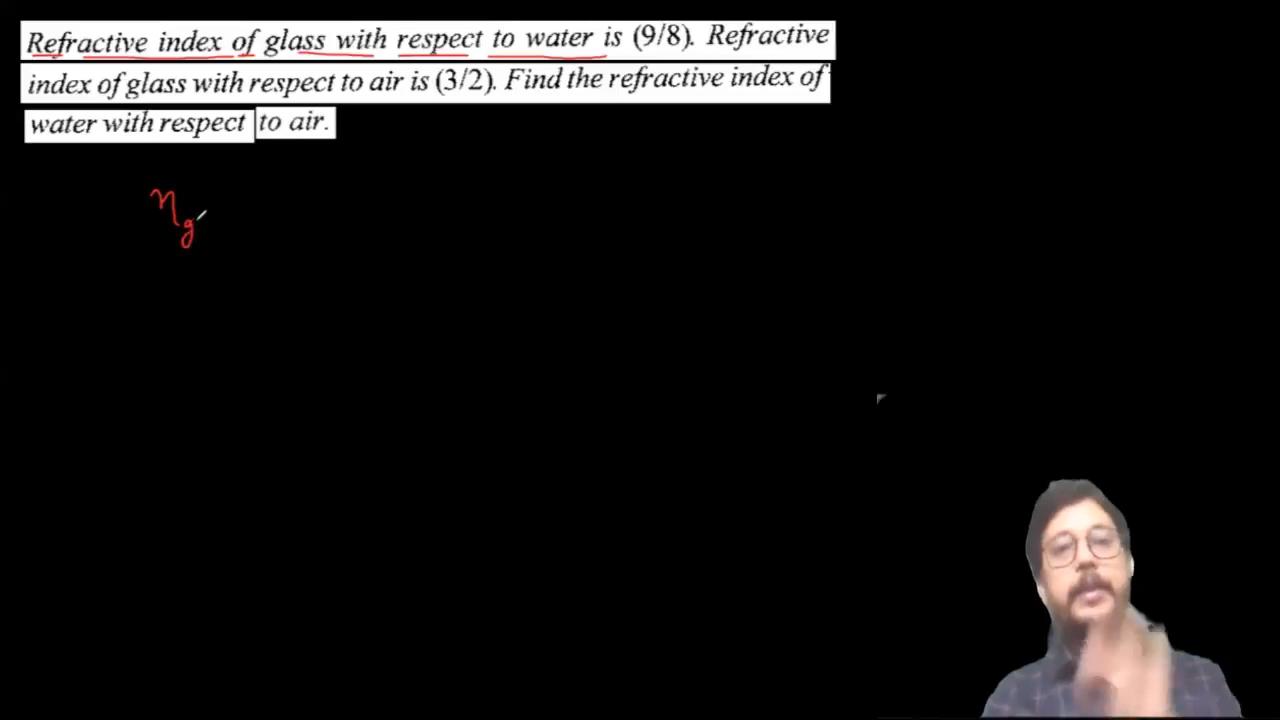 Refractive index of glass with respect to water is (9/8). Refractive
index of glass with respect to air is (3/2). Find the refractive index of
water with respect to air.
η g